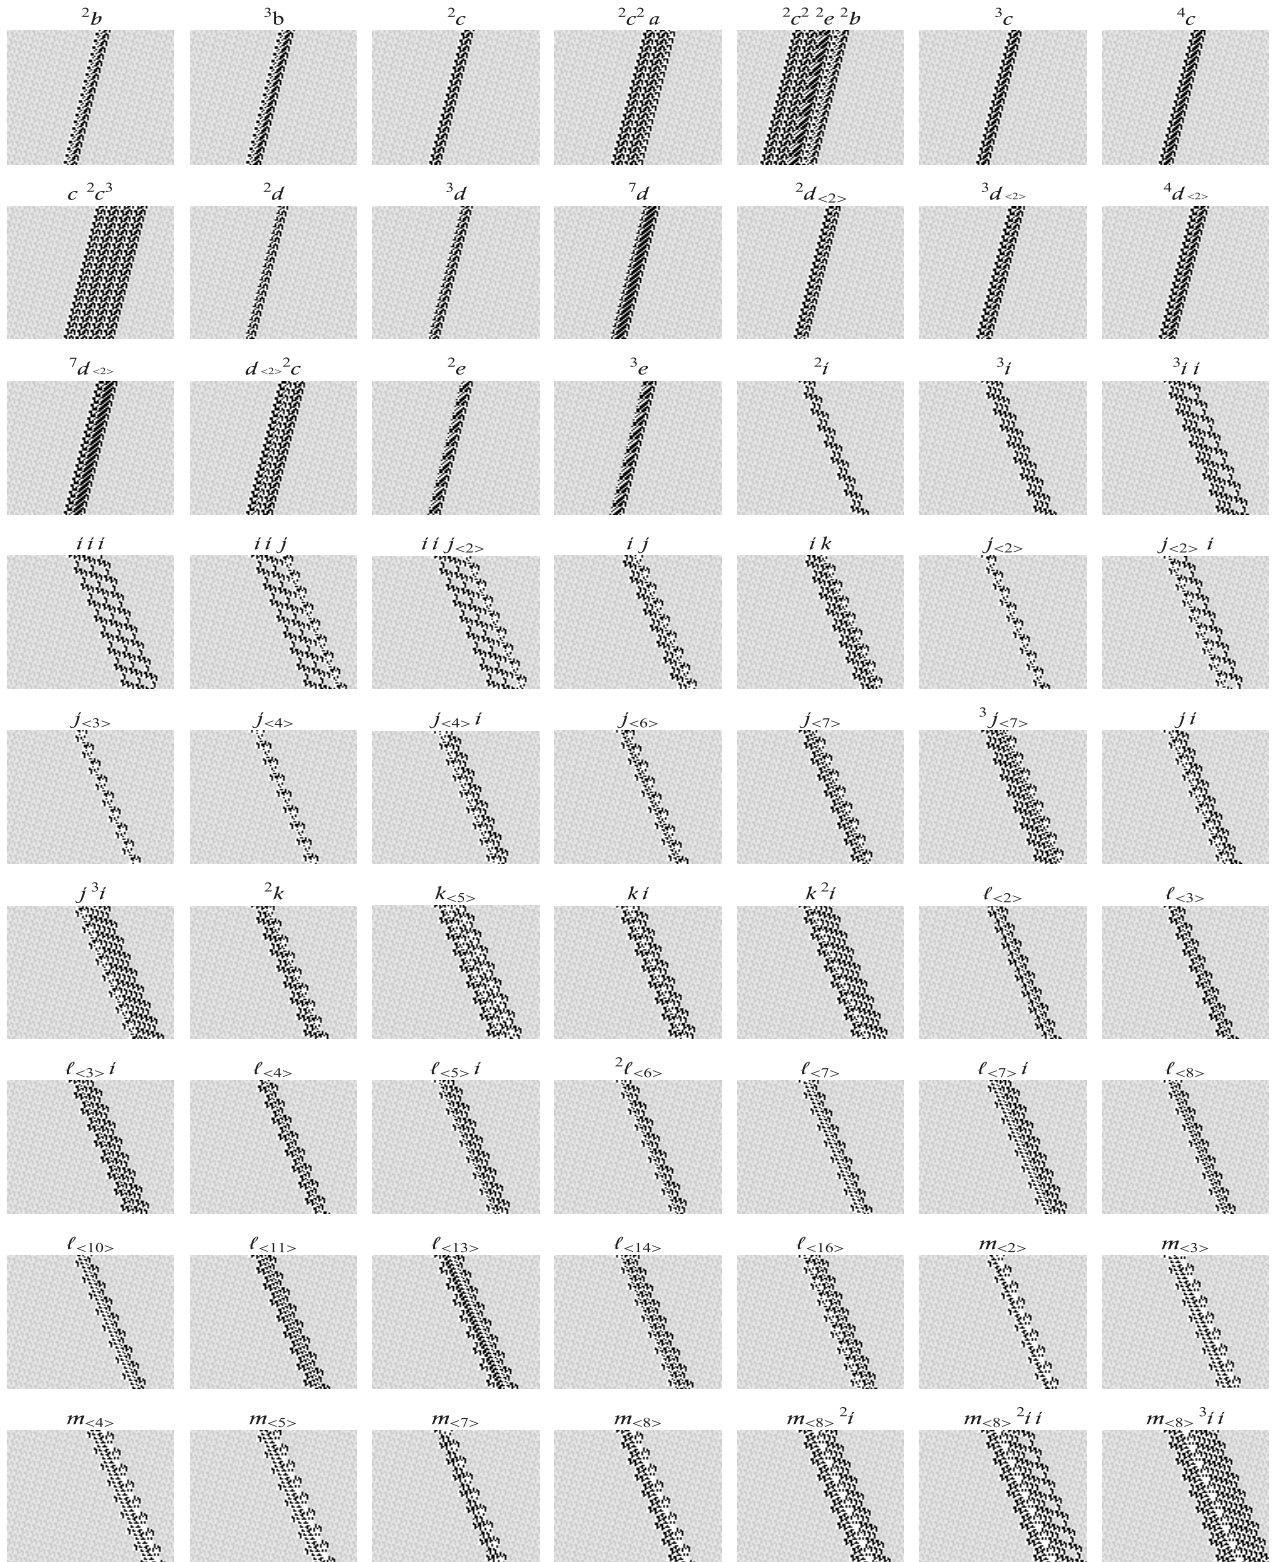 ²b ³b ²c ²c² a ²c² ²e ²b ³c ⁴c
c ²c³ ²d ³d ⁷d ²d<2> ³d<2> ⁴d<2>
⁷d<2> d<2> ²c ²e ³e ²i ³i ³i i
i i i i i j i i j<2> i j i k j<2> j<2> i
j<3> j<4> j<4> i j<6> j<7> ³j<7> j i
j ³i ²k k<5> k i k ²i ℓ<2> ℓ<3>
ℓ<3> i ℓ<4> ℓ<5> i ²ℓ<6> ℓ<7> ℓ<7> i ℓ<8>
ℓ<10> ℓ<11> ℓ<13> ℓ<14> ℓ<16> m<2> m<3>
m<4> m<5> m<7> m<8> m<8> ²i m<8> ²i i m<8> ³i i